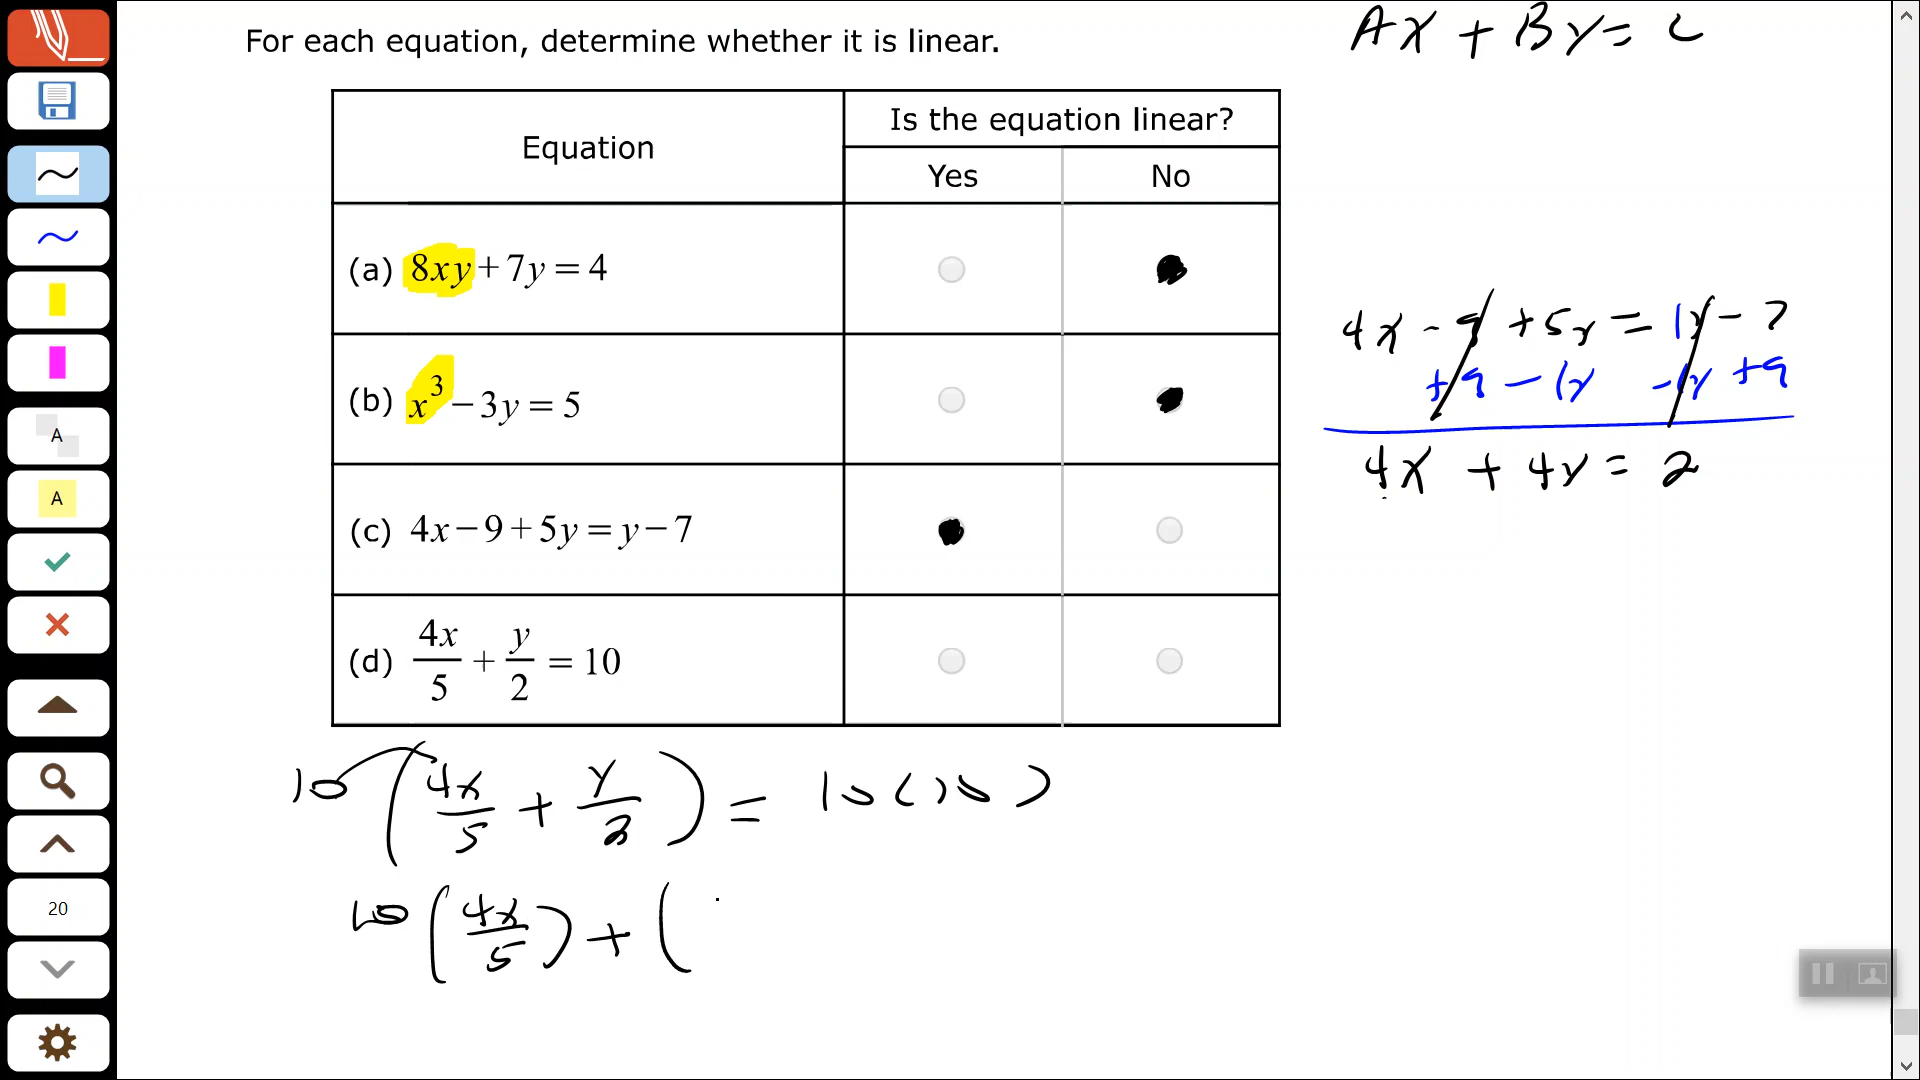 For each equation, determine whether it is linear.
Ax + By = C
Equation
Is the equation linear?
Yes No
(a) 8xy + 7y = 4
(b) x³ − 3y = 5
(c) 4x − 9 + 5y = y − 7
(d) 4x/5 + y/2 = 10
4x - 9 + 5y = 1y - 7
+9 - 1y -1y +9
4x + 4y = 2
10 (4x/5 + y/2) = 10(10)
10 (4x/5) + (
A
A
20